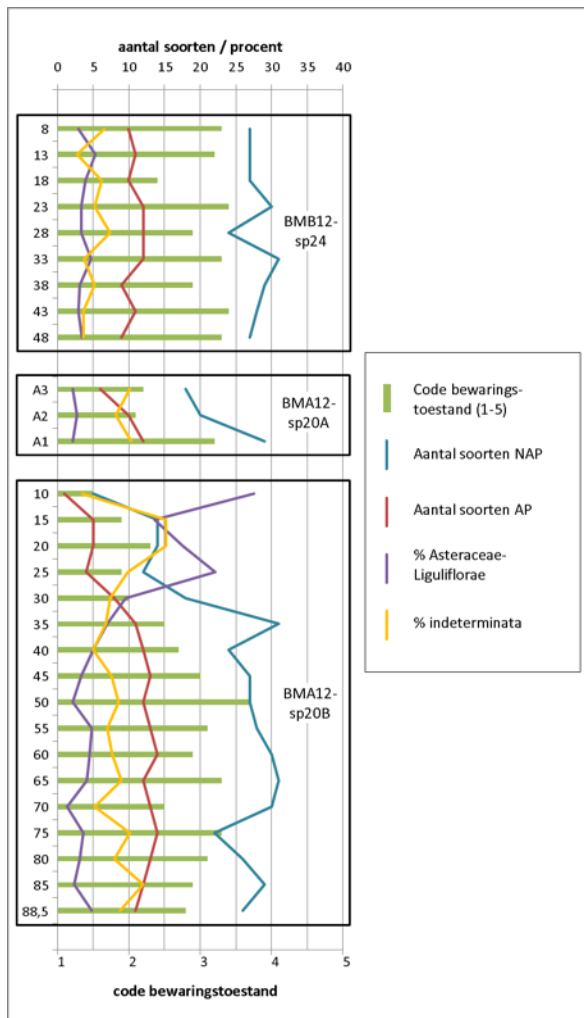 aantal soorten / procent
0 5 10 15 20 25 30 35 40
8
13
18
23
28
33
38
43
48
BMB12-
sp24
A3
A2
A1
BMA12-
sp20A
10
15
20
25
30
35
40
45
50
55
60
65
70
75
80
85
88,5
BMA12-
sp20B
1 2 3 4 5
code bewaringstoestand
Code bewarings-
toestand (1-5)
Aantal soorten NAP
Aantal soorten AP
% Asteraceae-
Liguliflorae
% indeterminata